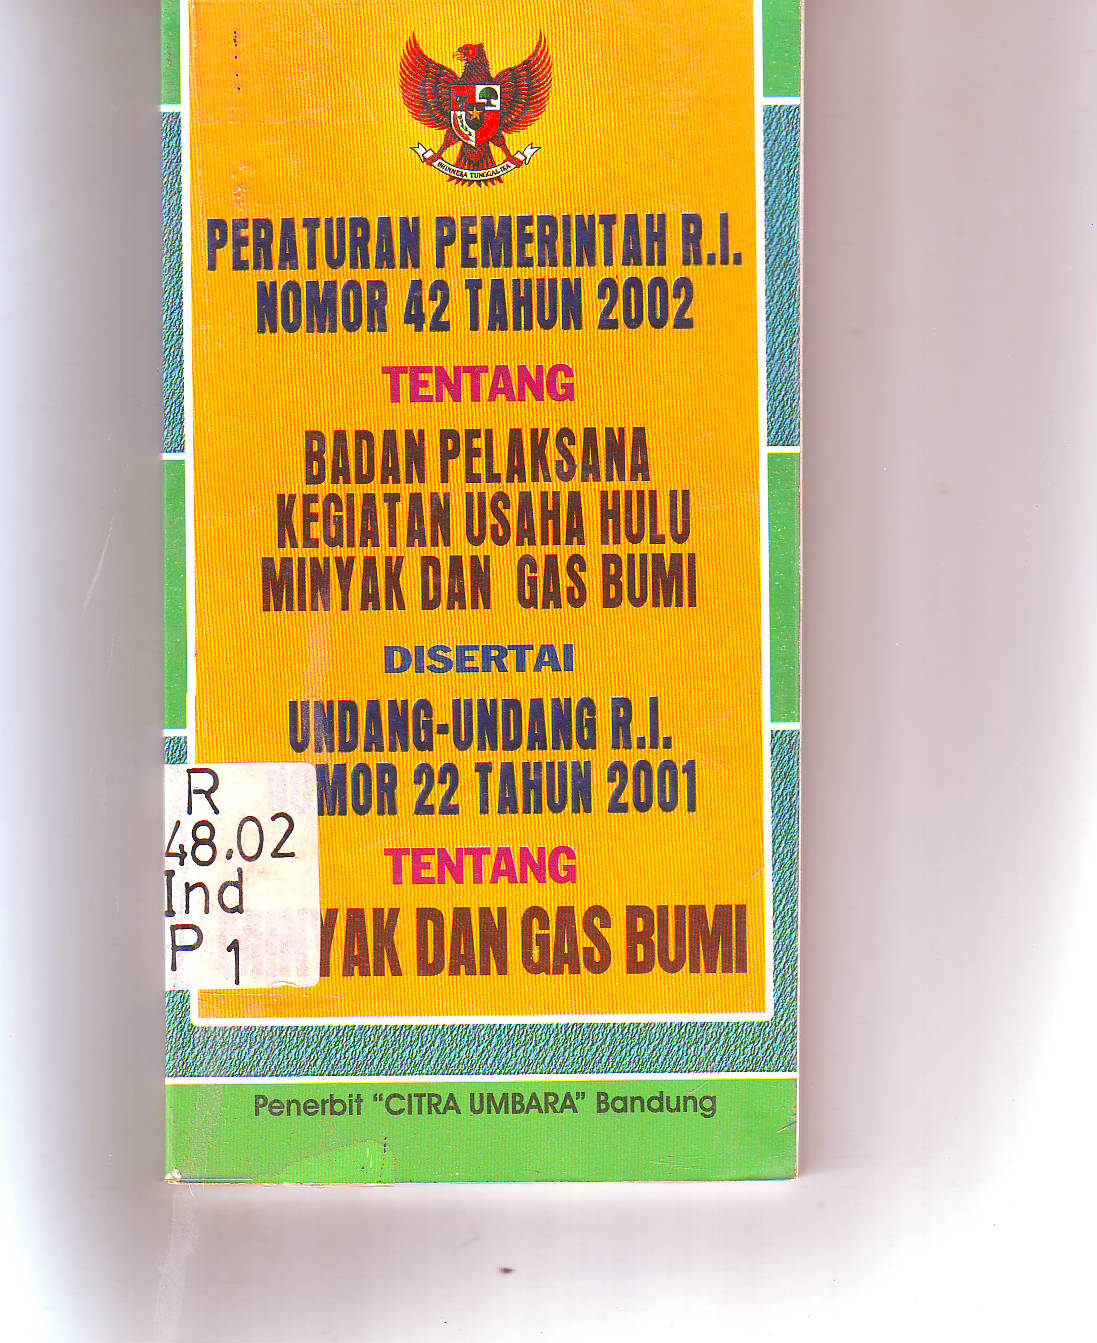 BHINNEKA TUNGGAL IKA
PERATURAN PEMERINTAH R.I.
NOMOR 42 TAHUN 2002
TENTANG
BADAN PELAKSANA
KEGIATAN USAHA HULU
MINYAK DAN GAS BUMI
DISERTAI
UNDANG-UNDANG R.I.
MOR 22 TAHUN 2001
TENTANG
YAK DAN GAS BUMI
R
48.02
Ind
P 1
Penerbit “CITRA UMBARA” Bandung